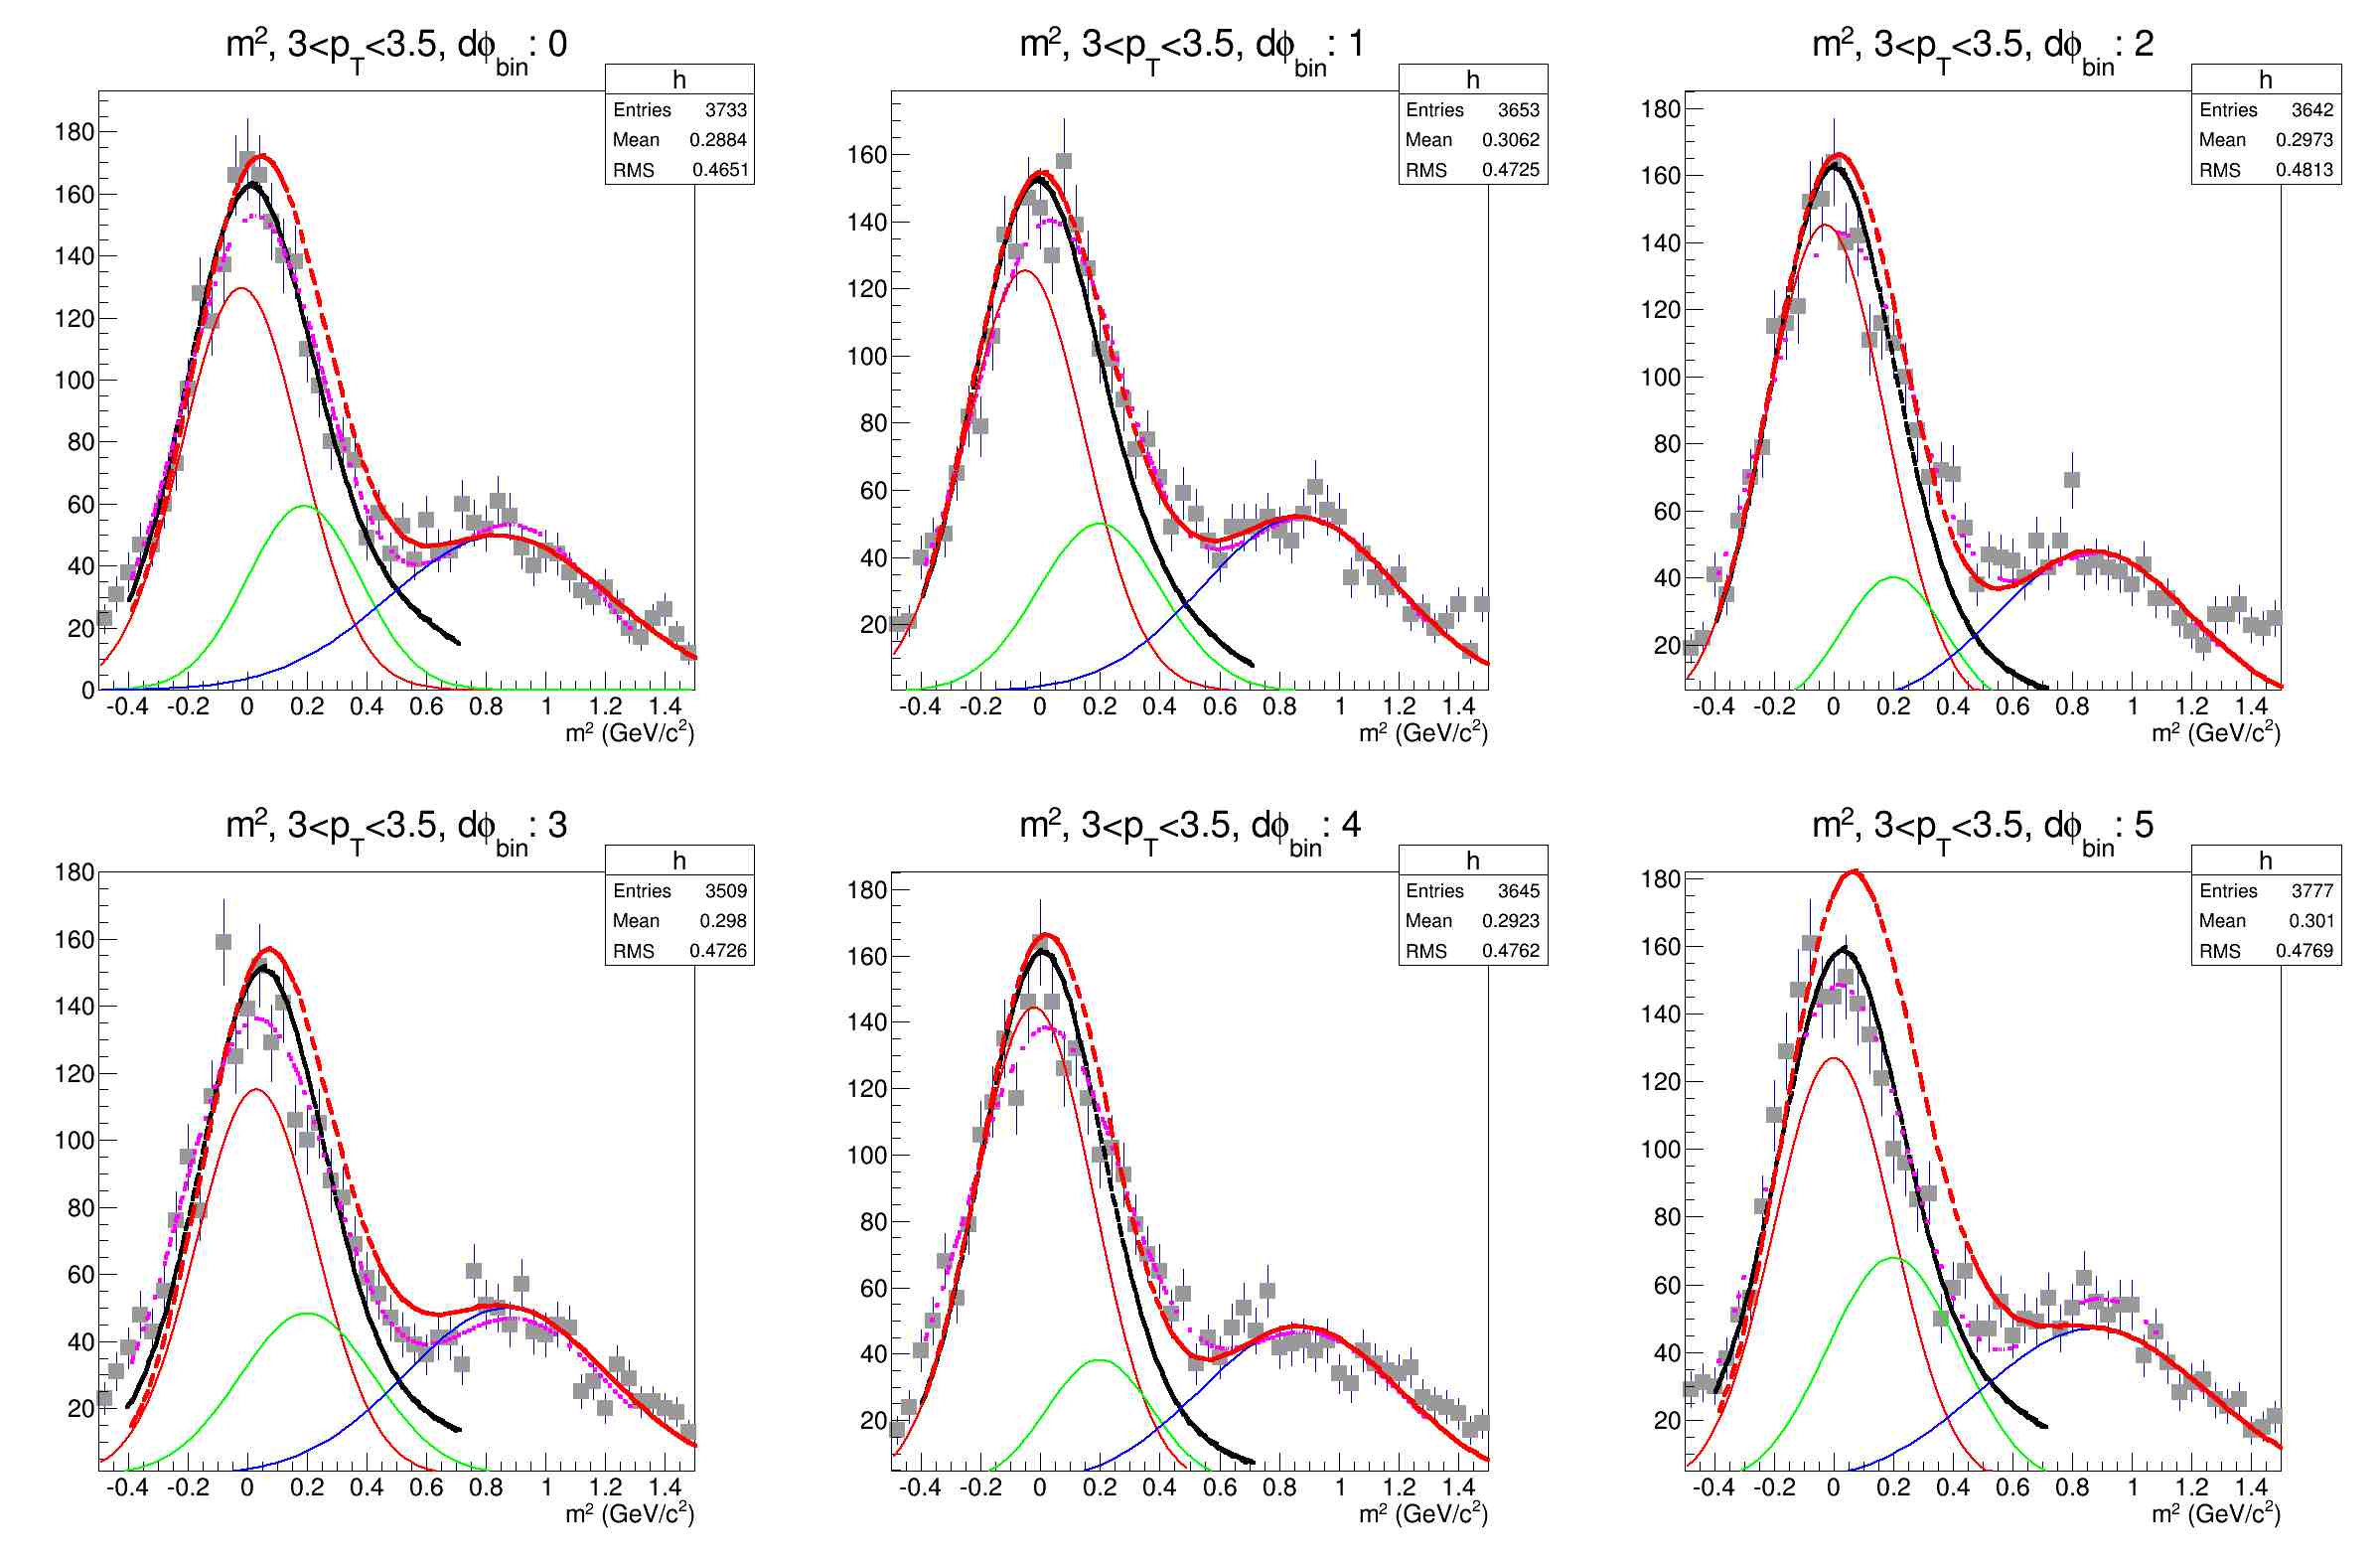 m², 3<p_T<3.5, dϕ_bin: 0
h
Entries 3733
Mean 0.2884
RMS 0.4651
180
160
140
120
100
80
60
40
20
0
-0.4 -0.2 0 0.2 0.4 0.6 0.8 1 1.2 1.4
m² (GeV/c²)
m², 3<p_T<3.5, dϕ_bin: 1
h
Entries 3653
Mean 0.3062
RMS 0.4725
160
140
120
100
80
60
40
20
-0.4 -0.2 0 0.2 0.4 0.6 0.8 1 1.2 1.4
m² (GeV/c²)
m², 3<p_T<3.5, dϕ_bin: 2
h
Entries 3642
Mean 0.2973
RMS 0.4813
180
160
140
120
100
80
60
40
20
-0.4 -0.2 0 0.2 0.4 0.6 0.8 1 1.2 1.4
m² (GeV/c²)
m², 3<p_T<3.5, dϕ_bin: 3
h
Entries 3509
Mean 0.298
RMS 0.4726
180
160
140
120
100
80
60
40
20
-0.4 -0.2 0 0.2 0.4 0.6 0.8 1 1.2 1.4
m² (GeV/c²)
m², 3<p_T<3.5, dϕ_bin: 4
h
Entries 3645
Mean 0.2923
RMS 0.4762
180
160
140
120
100
80
60
40
20
-0.4 -0.2 0 0.2 0.4 0.6 0.8 1 1.2 1.4
m² (GeV/c²)
m², 3<p_T<3.5, dϕ_bin: 5
h
Entries 3777
Mean 0.301
RMS 0.4769
180
160
140
120
100
80
60
40
20
-0.4 -0.2 0 0.2 0.4 0.6 0.8 1 1.2 1.4
m² (GeV/c²)